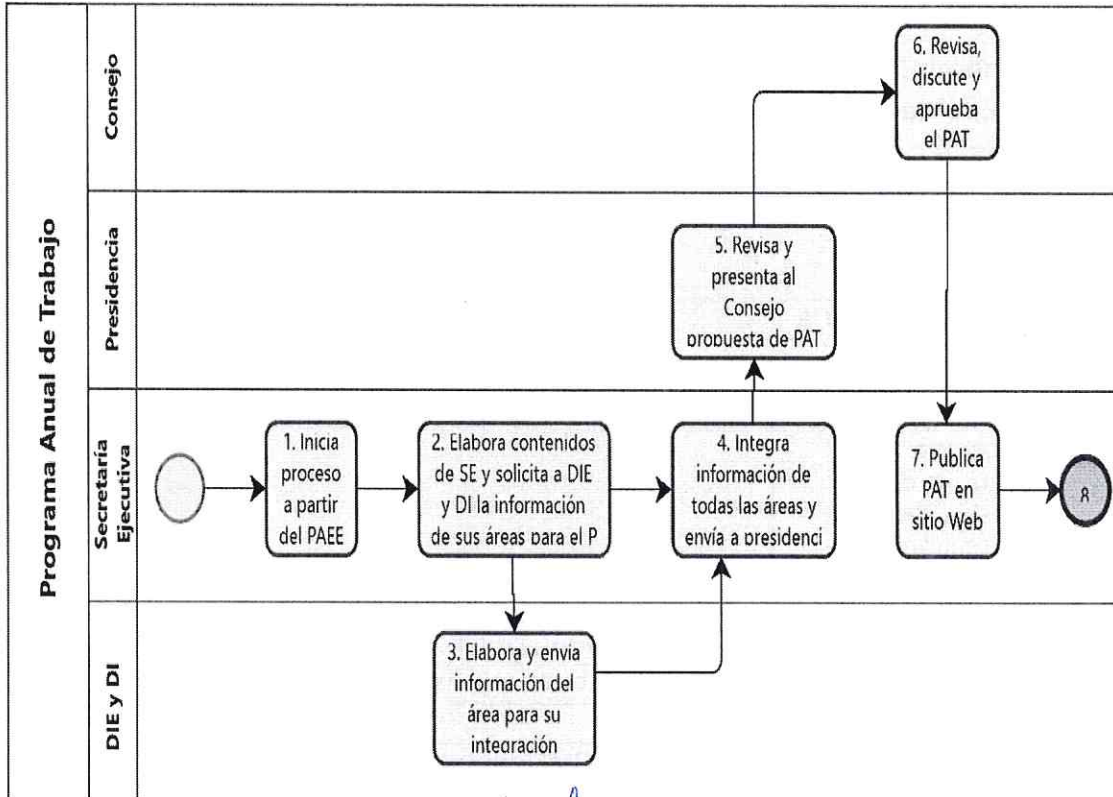 Programa Anual de Trabajo
Consejo
Presidencia
Secretaría
Ejecutiva
DIE y DI
1. Inicia
proceso
a partir
del PAEE
2. Elabora contenidos
de SE y solicita a DIE
y DI la información
de sus áreas para el P
3. Elabora y envía
información del
área para su
integración
4. Integra
información de
todas las áreas y
envía a presidenci
5. Revisa y
presenta al
Consejo
propuesta de PAT
6. Revisa,
discute y
aprueba
el PAT
7. Publica
PAT en
sitio Web
8